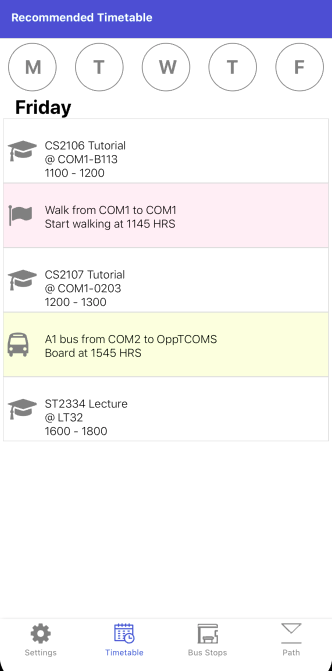 Recommended Timetable
M T W T F
Friday
CS2106 Tutorial
@ COM1-B113
1100 - 1200
Walk from COM1 to COM1
Start walking at 1145 HRS
CS2107 Tutorial
@ COM1-0203
1200 - 1300
A1 bus from COM2 to OppTCOMS
Board at 1545 HRS
ST2334 Lecture
@ LT32
1600 - 1800
Settings Timetable Bus Stops Path